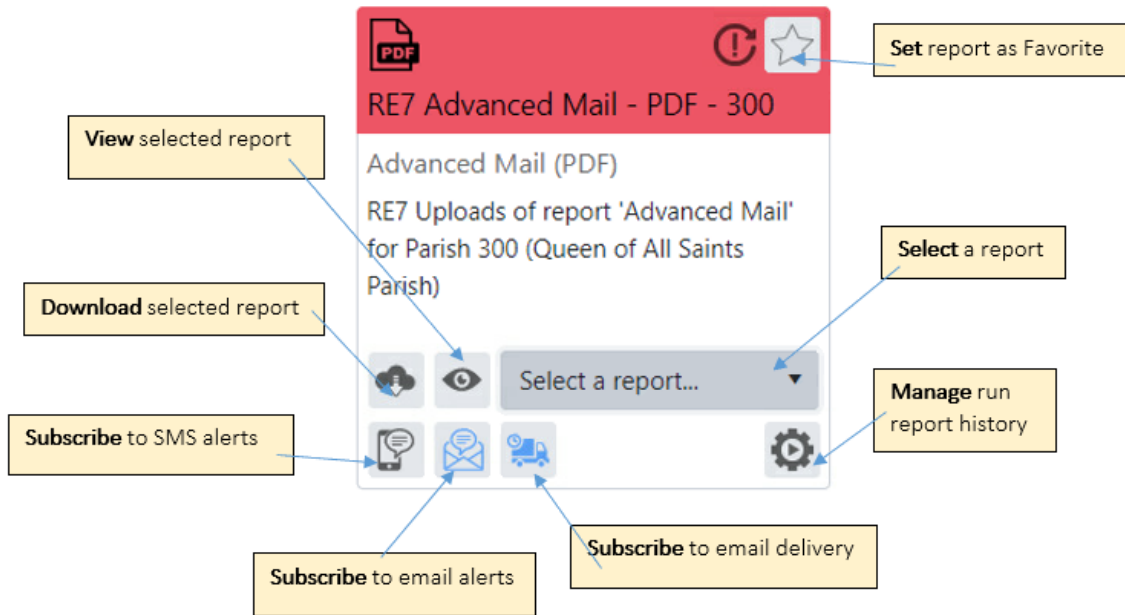 PDF
Set report as Favorite
RE7 Advanced Mail - PDF - 300
View selected report
Advanced Mail (PDF)
RE7 Uploads of report 'Advanced Mail'
for Parish 300 (Queen of All Saints
Parish)
Select a report
Download selected report
Select a report...
Manage run
report history
Subscribe to SMS alerts
Subscribe to email delivery
Subscribe to email alerts